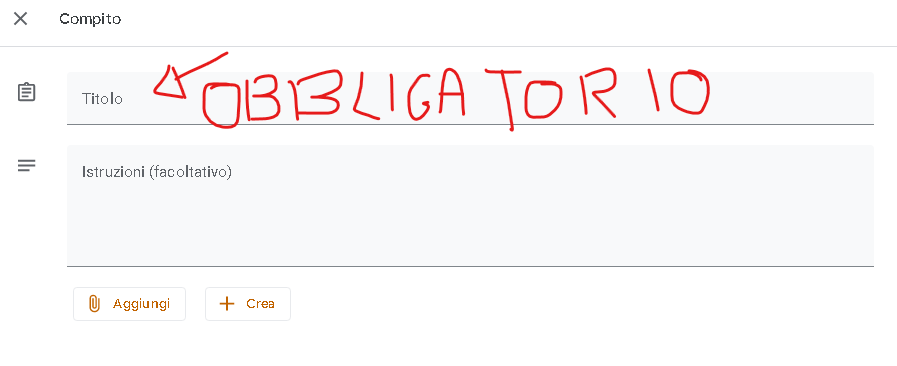 Compito
Titolo OBBLIGATORIO
Istruzioni (facoltativo)
Aggiungi Crea